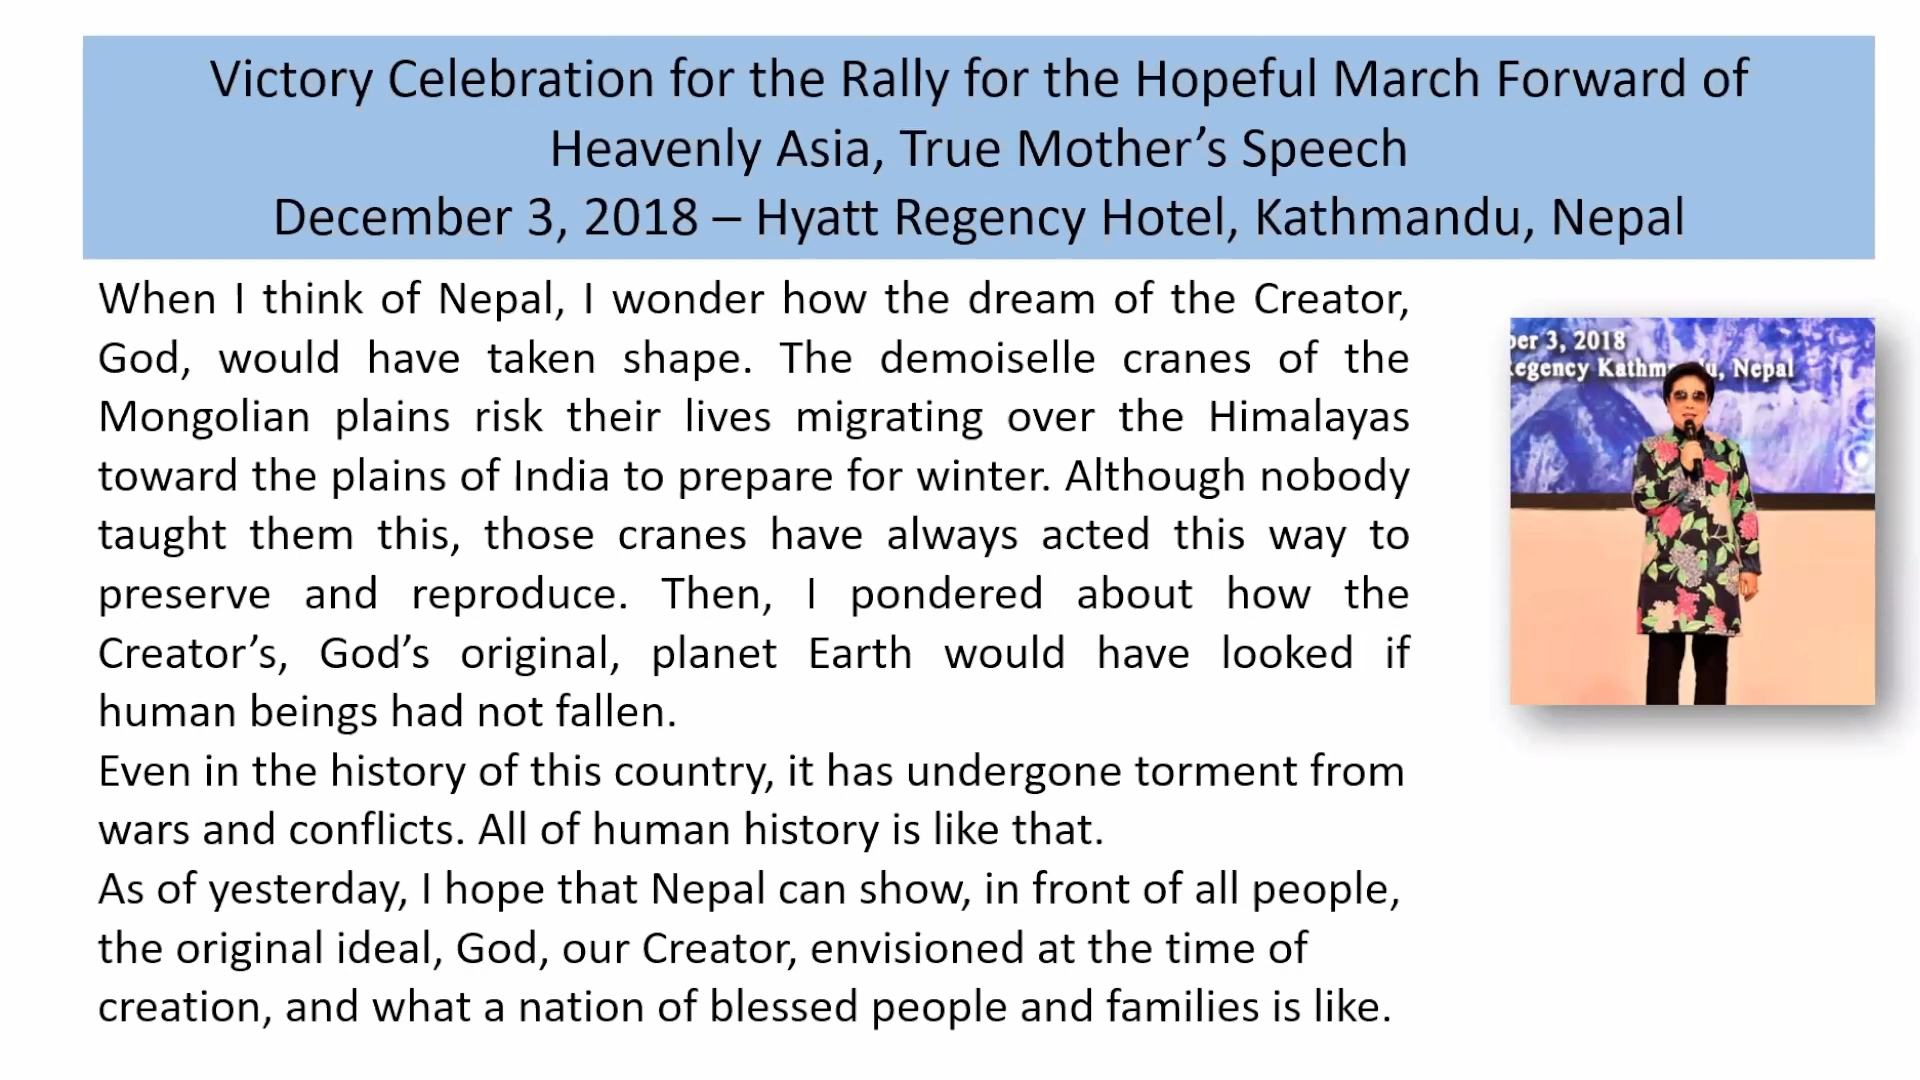 Victory Celebration for the Rally for the Hopeful March Forward of
Heavenly Asia, True Mother’s Speech
December 3, 2018 – Hyatt Regency Hotel, Kathmandu, Nepal
When I think of Nepal, I wonder how the dream of the Creator,
God, would have taken shape. The demoiselle cranes of the
Mongolian plains risk their lives migrating over the Himalayas
toward the plains of India to prepare for winter. Although nobody
taught them this, those cranes have always acted this way to
preserve and reproduce. Then, I pondered about how the
Creator’s, God’s original, planet Earth would have looked if
human beings had not fallen.
Even in the history of this country, it has undergone torment from
wars and conflicts. All of human history is like that.
As of yesterday, I hope that Nepal can show, in front of all people,
the original ideal, God, our Creator, envisioned at the time of
creation, and what a nation of blessed people and families is like.
er 3, 2018
egency Kathm u, Nepal